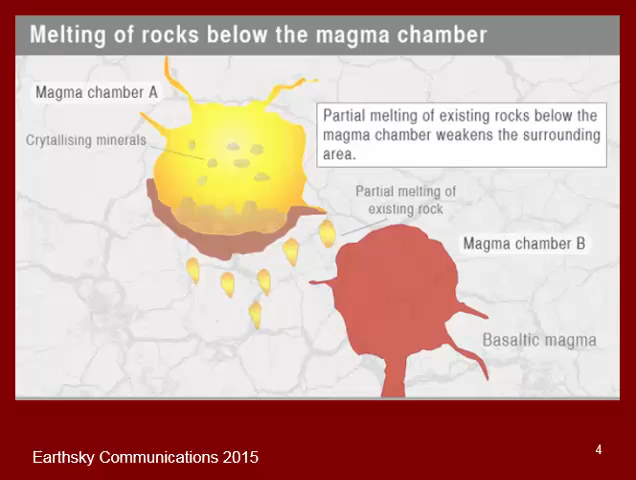 Melting of rocks below the magma chamber
Magma chamber A
Crytallising minerals
Partial melting of existing rocks below the
magma chamber weakens the surrounding
area.
Partial melting of
existing rock
Magma chamber B
Basaltic magma
Earthsky Communications 2015
4